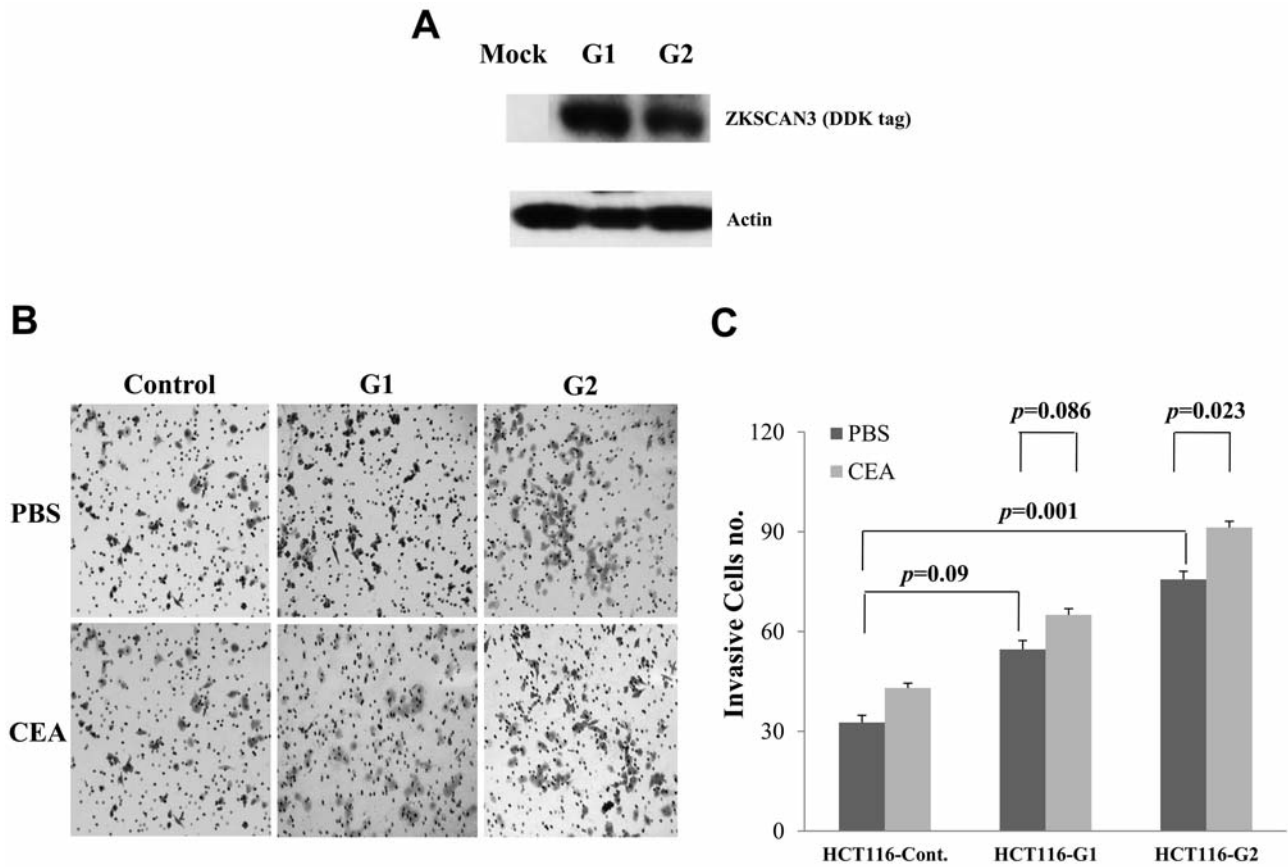 A
Mock G1 G2
ZKSCAN3 (DDK tag)
Actin
B
Control G1 G2
PBS
CEA
C
p=0.086 p=0.023
120
PBS
CEA
p=0.001
90
p=0.09
60
30
0
Invasive Cells no.
HCT116-Cont. HCT116-G1 HCT116-G2